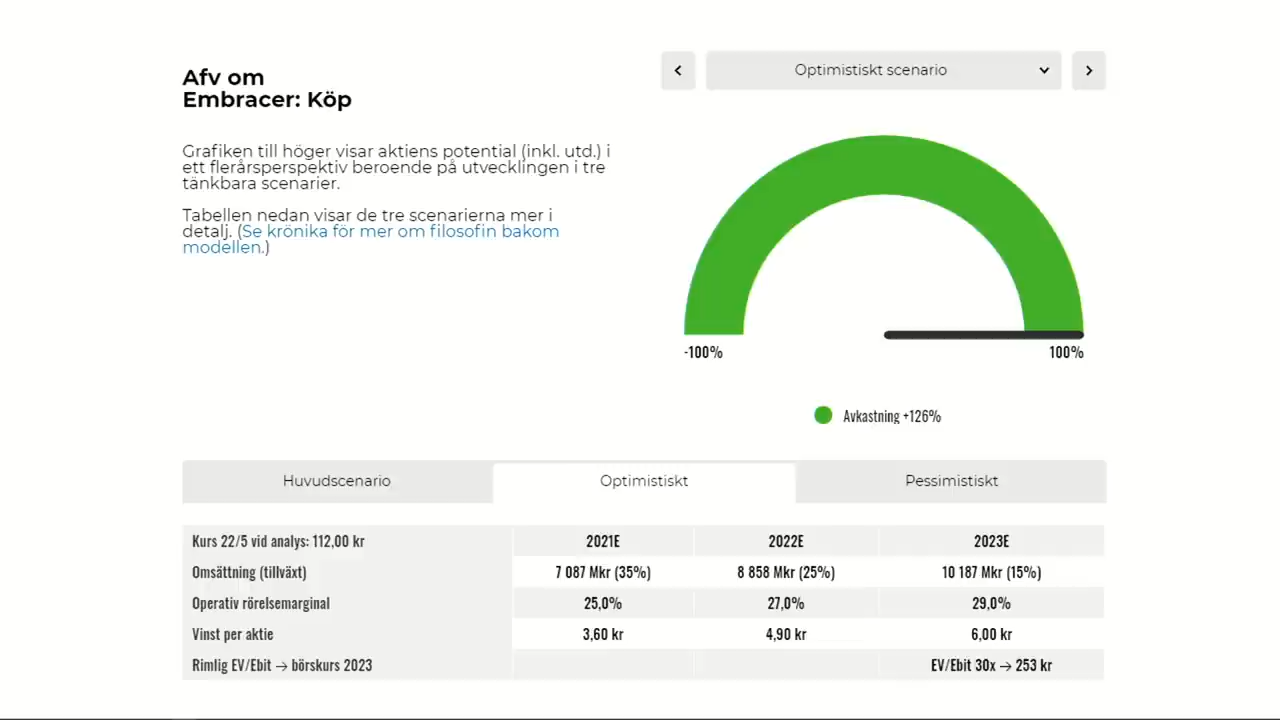 Afv om
Embracer: Köp
Grafiken till höger visar aktiens potential (inkl. utd.) i
ett flerårsperspektiv beroende på utvecklingen i tre
tänkbara scenarier.
Tabellen nedan visar de tre scenarierna mer i
detalj. (Se krönika för mer om filosofin bakom
modellen.)
Optimistiskt scenario
-100% 100%
Avkastning +126%
Huvudscenario Optimistiskt Pessimistiskt
Kurs 22/5 vid analys: 112,00 kr 2021E 2022E 2023E
Omsättning (tillväxt) 7 087 Mkr (35%) 8 858 Mkr (25%) 10 187 Mkr (15%)
Operativ rörelsemarginal 25,0% 27,0% 29,0%
Vinst per aktie 3,60 kr 4,90 kr 6,00 kr
Rimlig EV/Ebit → börskurs 2023 EV/Ebit 30x → 253 kr